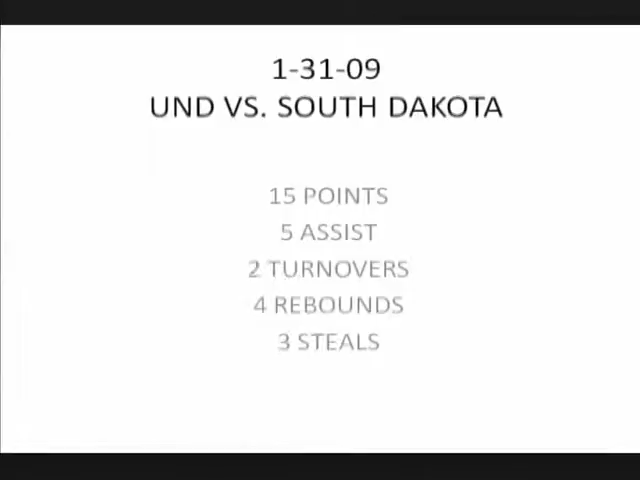 1-31-09
UND VS. SOUTH DAKOTA
15 POINTS
5 ASSIST
2 TURNOVERS
4 REBOUNDS
3 STEALS